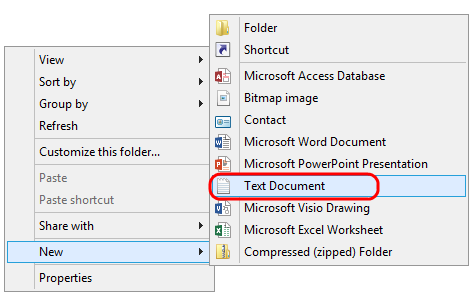 View
Sort by
Group by
Refresh
Customize this folder...
Paste
Paste shortcut
Share with
New
Properties
Folder
Shortcut
Microsoft Access Database
Bitmap image
Contact
Microsoft Word Document
Microsoft PowerPoint Presentation
Text Document
Microsoft Visio Drawing
Microsoft Excel Worksheet
Compressed (zipped) Folder